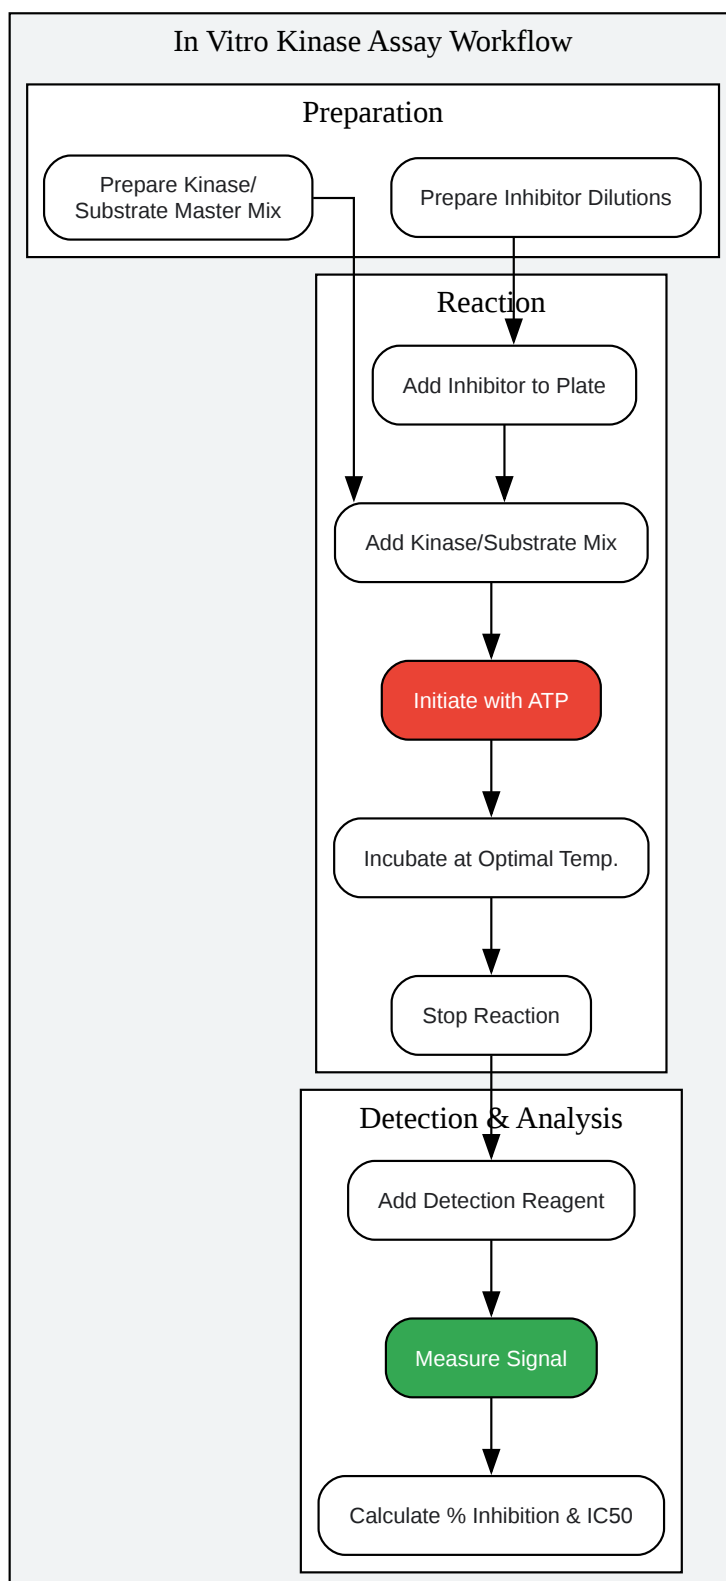 In Vitro Kinase Assay Workflow
Preparation
Prepare Kinase/
Substrate Master Mix
Prepare Inhibitor Dilutions
Reaction
Add Inhibitor to Plate
Add Kinase/Substrate Mix
Initiate with ATP
Incubate at Optimal Temp.
Stop Reaction
Detection & Analysis
Add Detection Reagent
Measure Signal
Calculate % Inhibition & IC50